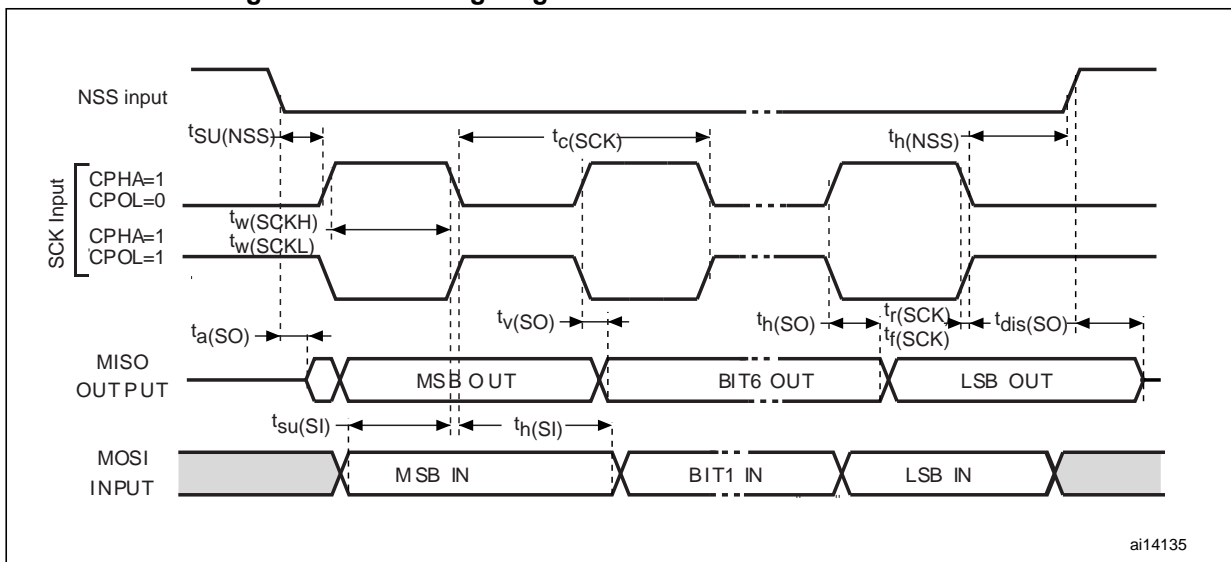 NSS input
tSU(NSS)
tc(SCK)
th(NSS)
SCK Input
CPHA=1
CPOL=0
tw(SCKH)
tw(SCKL)
CPHA=1
CPOL=1
ta(SO)
tv(SO)
th(SO)
tr(SCK)
tf(SCK)
tdis(SO)
MISO
OUTPUT
MSB OUT
BIT6 OUT
LSB OUT
tsu(SI)
th(SI)
MOSI
INPUT
MSB IN
BIT1 IN
LSB IN
ai14135